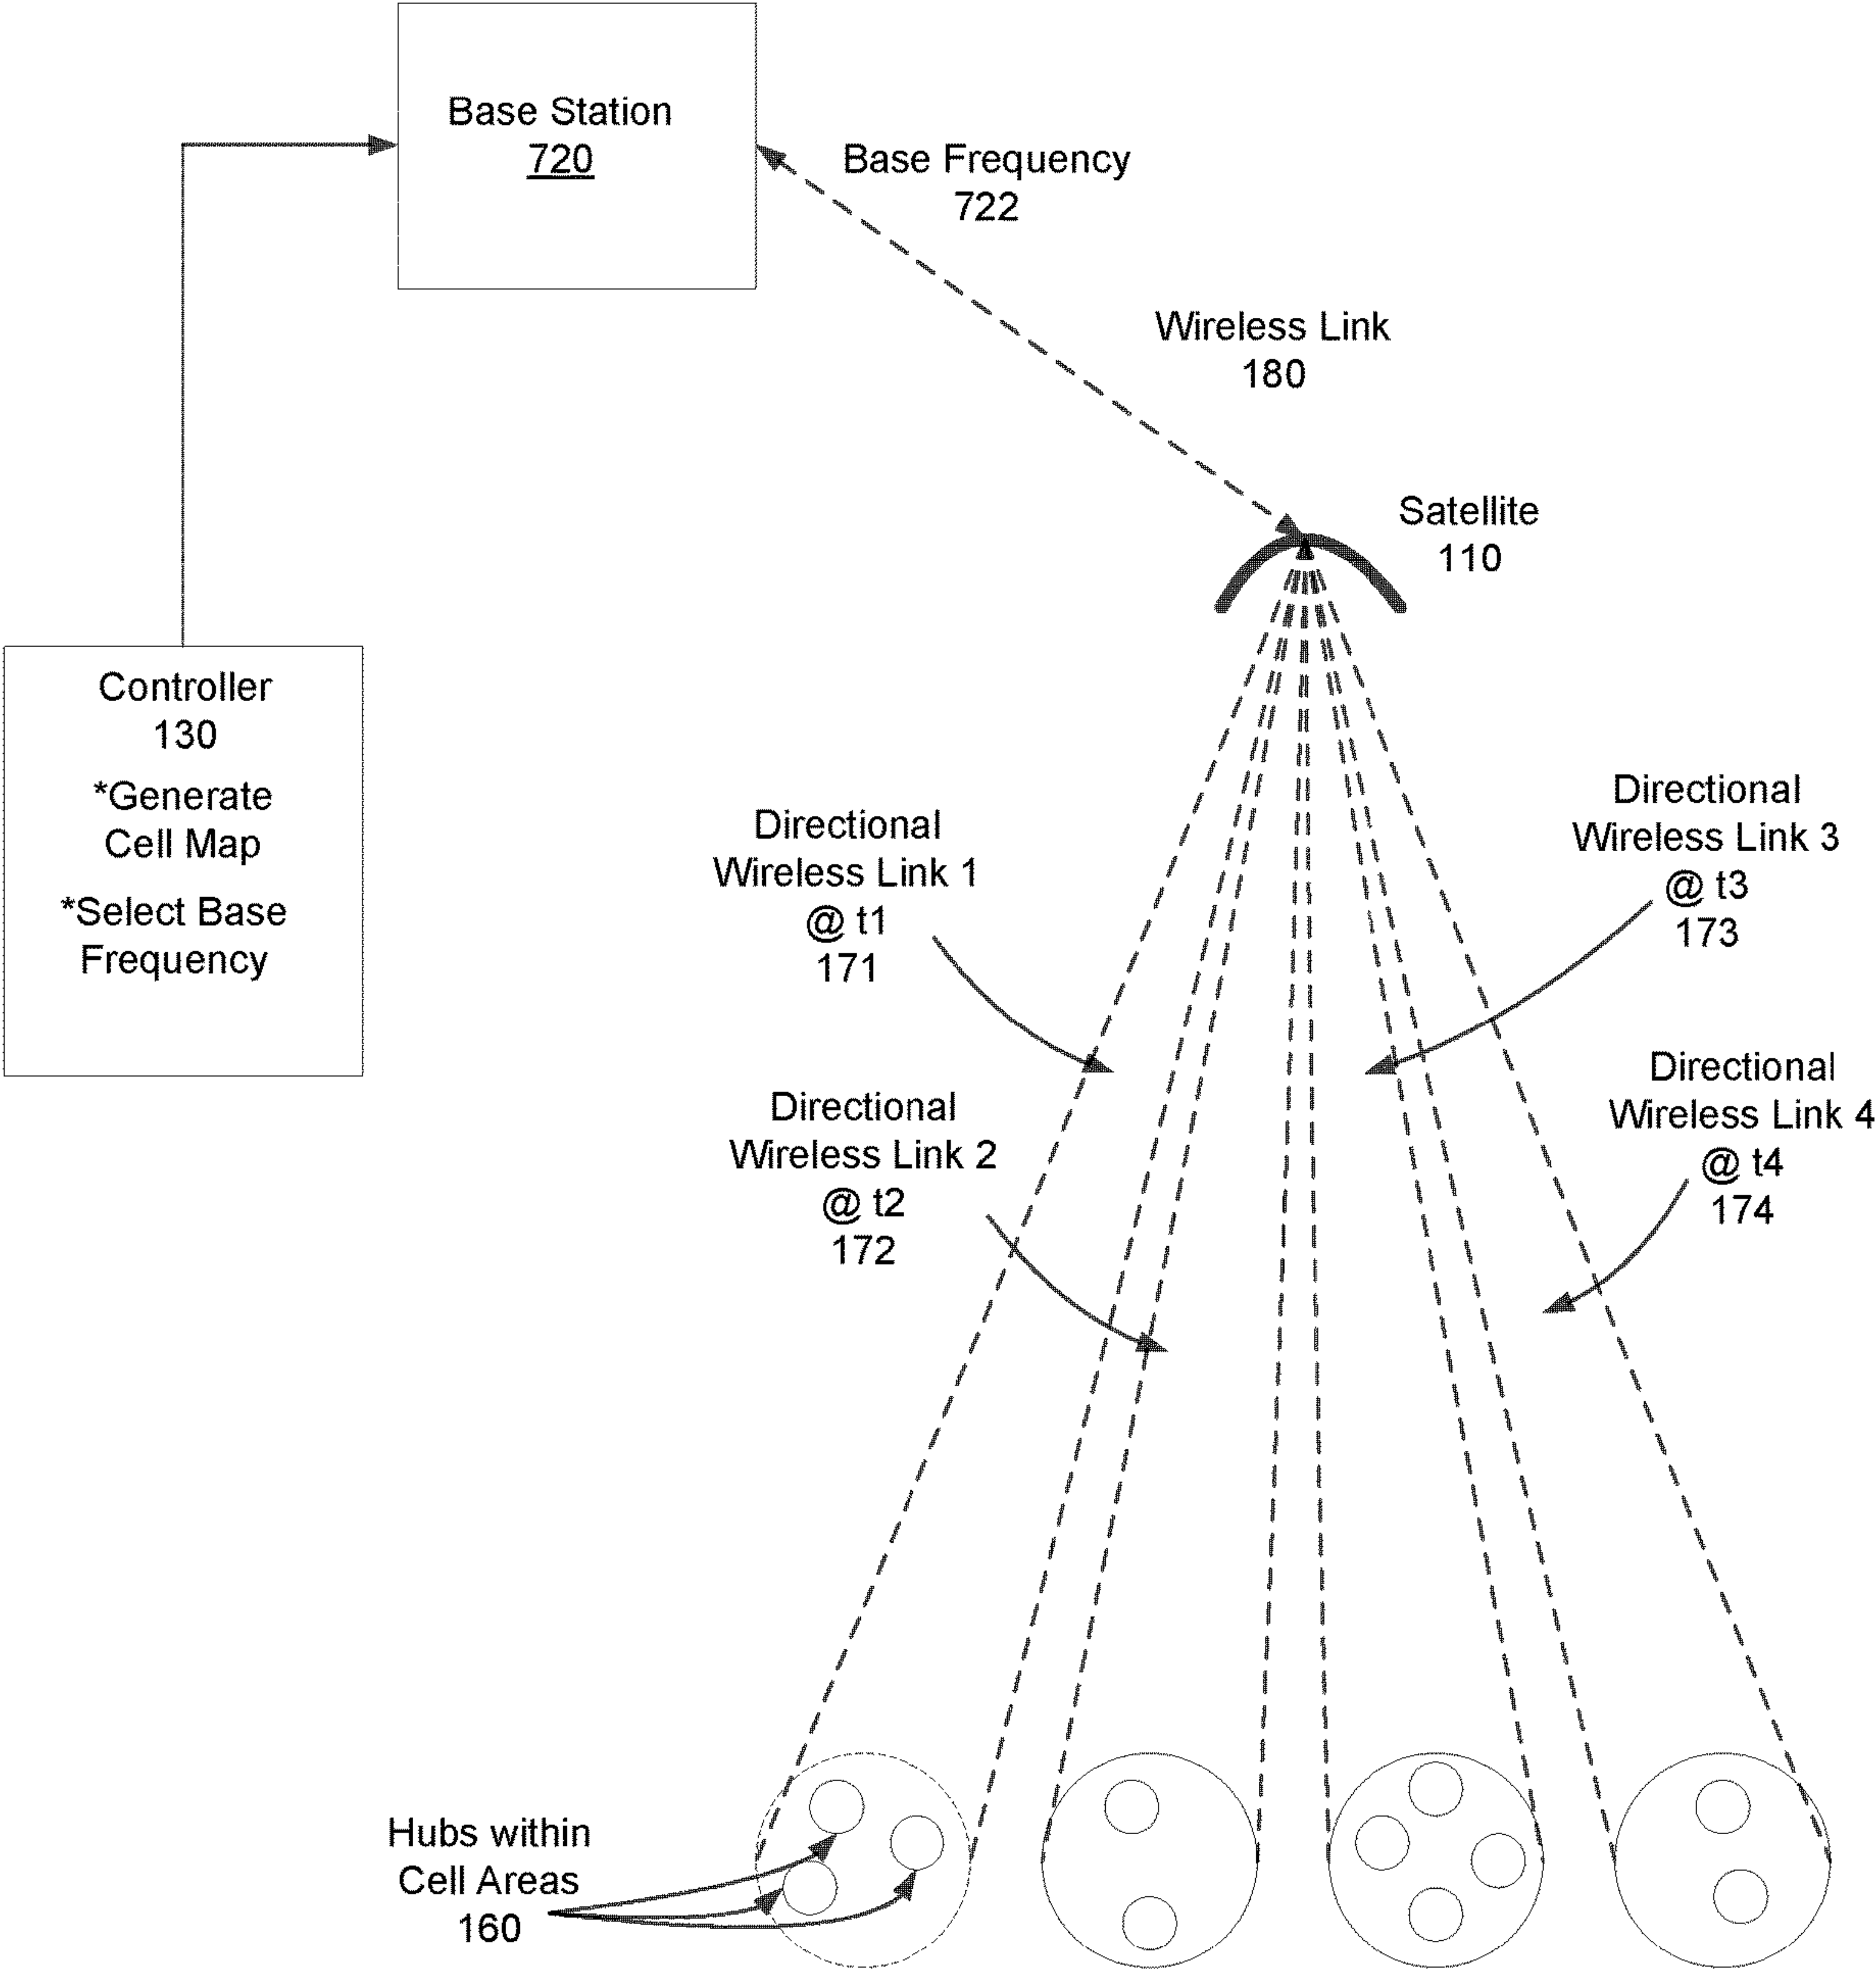 Base Station
720
Base Frequency
722
Wireless Link
180
Satellite
110
Controller
130
*Generate
Cell Map
*Select Base
Frequency
Directional
Wireless Link 1
@ t1
171
Directional
Wireless Link 2
@ t2
172
Directional
Wireless Link 3
@ t3
173
Directional
Wireless Link 4
@ t4
174
Hubs within
Cell Areas
160